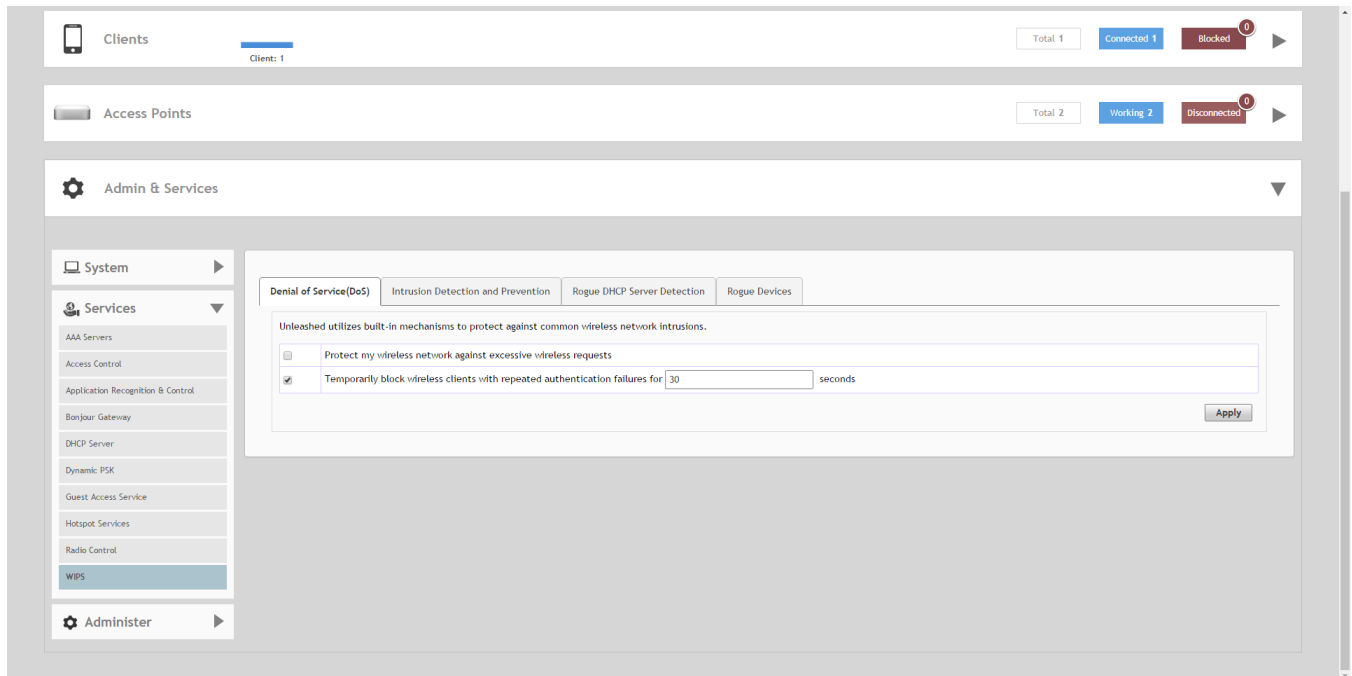 Clients
Client: 1
Total 1
Connected 1
Blocked
0
Access Points
Total 2
Working 2
Disconnected
0
Admin & Services
System
Services
AAA Servers
Access Control
Application Recognition & Control
Bonjour Gateway
DHCP Server
Dynamic PSK
Guest Access Service
Hotspot Services
Radio Control
WIPS
Administer
Denial of Service(DoS)
Intrusion Detection and Prevention
Rogue DHCP Server Detection
Rogue Devices
Unleashed utilizes built-in mechanisms to protect against common wireless network intrusions.
Protect my wireless network against excessive wireless requests
Temporarily block wireless clients with repeated authentication failures for 30 seconds
Apply